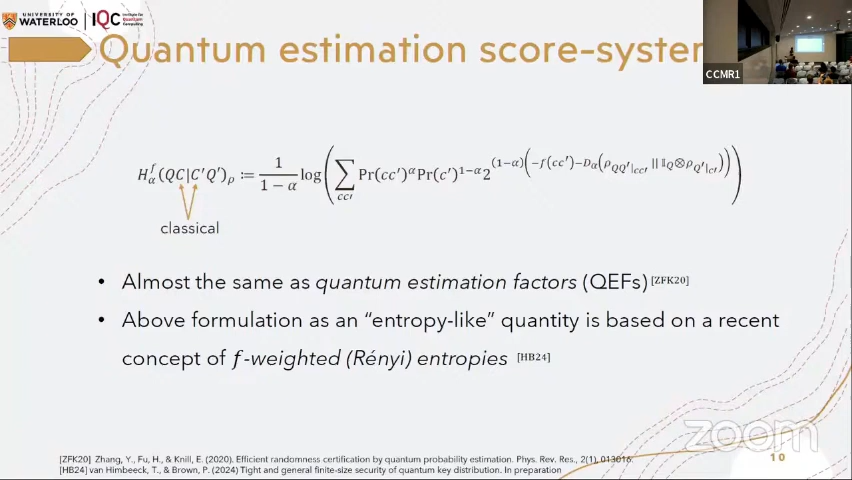 UNIVERSITY OF
WATERLOO
IQC
Institute for
Quantum
Computing
Quantum estimation score-system
CCMR1
H_α^f(QC|C′Q′)_ρ ≔ 1/(1−α) log(∑_{cc′} Pr(cc′)^α Pr(c′)^{1−α} 2^{(1−α)(−f(cc′)−D_α(ρ_{QQ′|cc′} || 𝕀_Q⊗ρ_{Q′|c′}))})
classical
• Almost the same as quantum estimation factors (QEFs) [ZFK20]
• Above formulation as an “entropy-like” quantity is based on a recent
concept of f-weighted (Rényi) entropies [HB24]
zoom
10
[ZFK20] Zhang, Y., Fu, H., & Knill, E. (2020). Efficient randomness certification by quantum probability estimation. Phys. Rev. Res., 2(1), 013016.
[HB24] van Himbeeck, T., & Brown, P. (2024) Tight and general finite-size security of quantum key distribution. In preparation